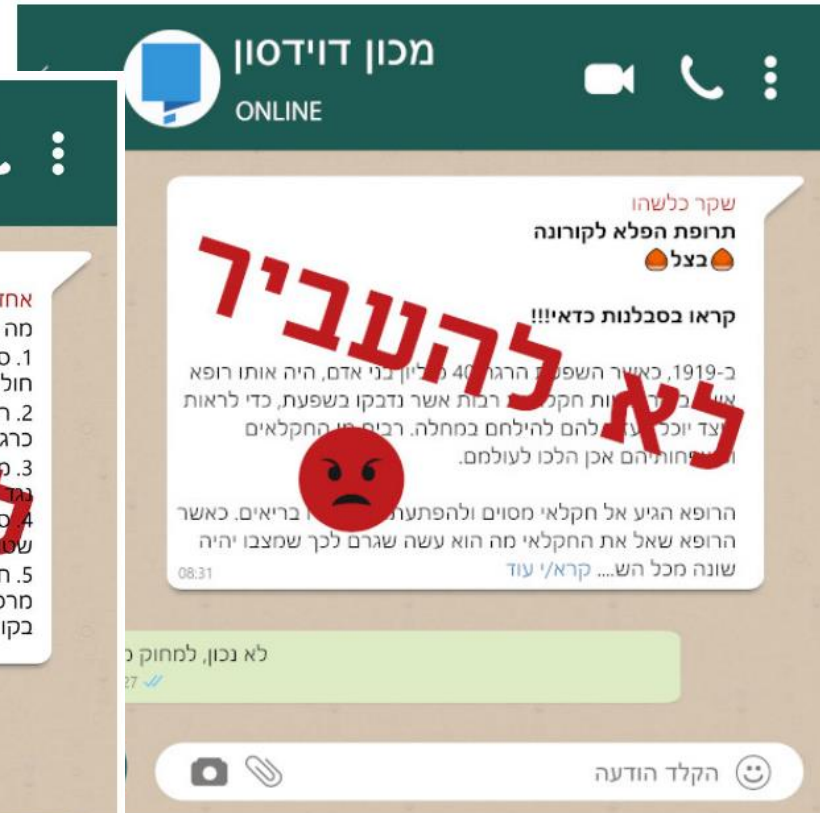 מכון דוידסון
ONLINE
שקר כלשהו
תרופת הפלא לקורונה
בצל
קראו בסבלנות כדאי!!!
ב-1919, כאשר השפעת הרגה 40 מיליון בני אדם, היה אותו רופא
רבות אשר נדבקו בשפעת, כדי לראות
להם להילחם במחלה. רבים מן החקלאים
ומשפחותיהם אכן הלכו לעולמם.
הרופא הגיע אל חקלאי מסוים ולהפתעתו בריאים. כאשר
הרופא שאל את החקלאי מה הוא עשה שגרם לכך שמצבו יהיה
שונה מכל הש.... קרא/י עוד
08:31
לא להעביר
לא נכון, למחוק
27
הקלד הודעה
מה
1.
2.
3.
נגד
4.
5.